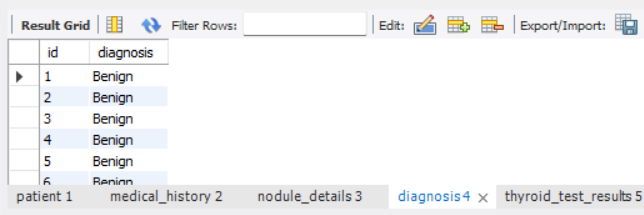 Result Grid Filter Rows: Edit: Export/Import:
id diagnosis
1 Benign
2 Benign
3 Benign
4 Benign
5 Benign
6 Benign
patient 1 medical_history 2 nodule_details 3 diagnosis 4 × thyroid_test_results 5